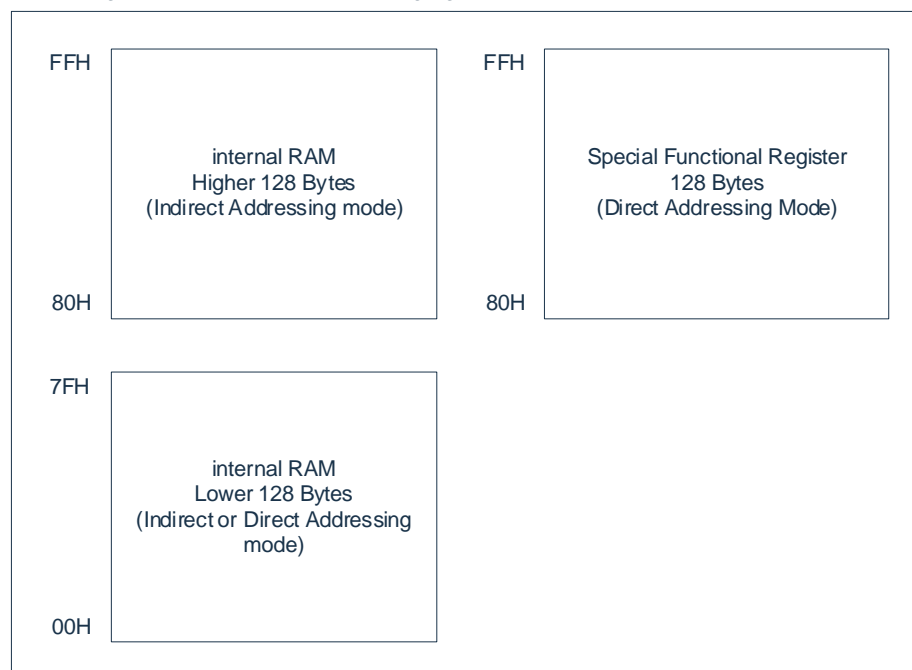 FFH
internal RAM
Higher 128 Bytes
(Indirect Addressing mode)
80H
FFH
Special Functional Register
128 Bytes
(Direct Addressing Mode)
80H
7FH
internal RAM
Lower 128 Bytes
(Indirect or Direct Addressing
mode)
00H